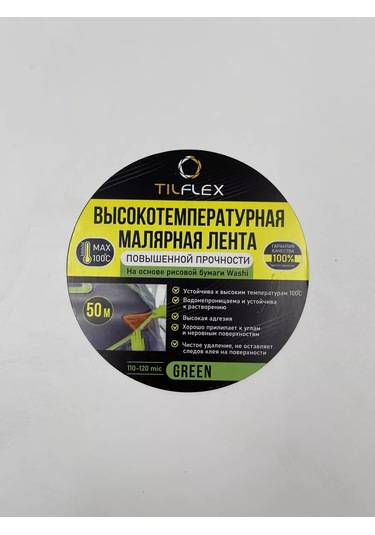 TILFLEX
ВЫСОКОТЕМПЕРАТУРНАЯ
МАЛЯРНАЯ ЛЕНТА
MAX
100°C
ГАРАНТИЯ
КАЧЕСТВА
100%
ПОВЫШЕННОЙ ПРОЧНОСТИ
На основе рисовой бумаги Washi
50 М
Устойчива к высоким температурам 100°C
Водонепроницаема и устойчива
к растворению
Высокая адгезия
Хорошо прилипает к углам
и неровным поверхностям
Чистое удаление, не оставляет
следов клея на поверхности
110-120 mic
GREEN